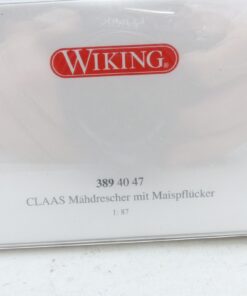 WIKING®
389 40 47
CLAAS Mähdrescher mit Maispflücker
1: 87